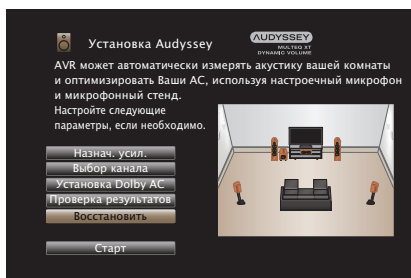 Установка Audyssey
AUDYSSEY
MULTEQ XT
DYNAMIC VOLUME
AVR может автоматически измерять акустику вашей комнаты
и оптимизировать Ваши АС, используя настроечный микрофон
и микрофонный стенд.
Настройте следующие
параметры, если необходимо.
Назнач. усил.
Выбор канала
Установка Dolby АС
Проверка результатов
Восстановить
Старт